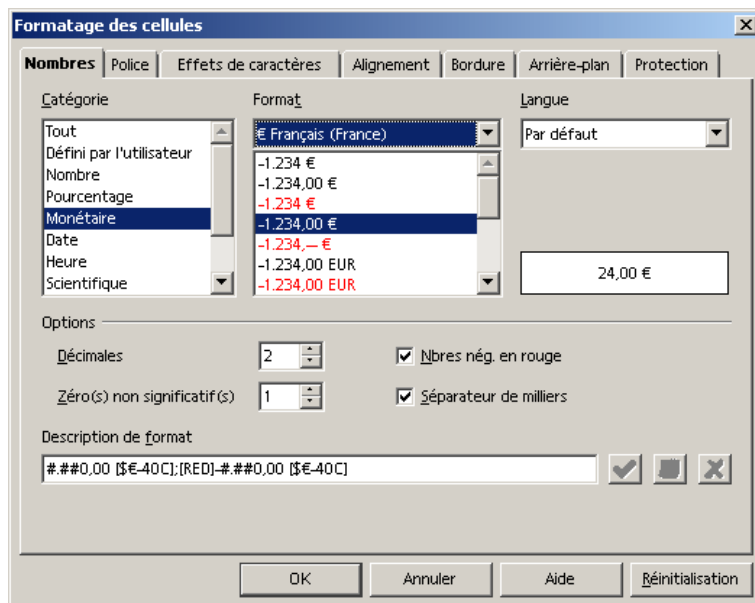 Formatage des cellules
Nombres Police Effets de caractères Alignement Bordure Arrière-plan Protection
Catégorie Format Langue
Tout
Défini par l'utilisateur
Nombre
Pourcentage
Monétaire
Date
Heure
Scientifique
€ Français (France)
-1.234 €
-1.234,00 €
-1.234 €
-1.234,00 €
-1.234,-- €
-1.234,00 EUR
-1.234,00 EUR
Par défaut
24,00 €
Options
Décimales 2 Nbres nég. en rouge
Zéro(s) non significatif(s) 1 Séparateur de milliers
Description de format
#.##0,00 [$€-40C];[RED]-#.##0,00 [$€-40C]
OK Annuler Aide Réinitialisation